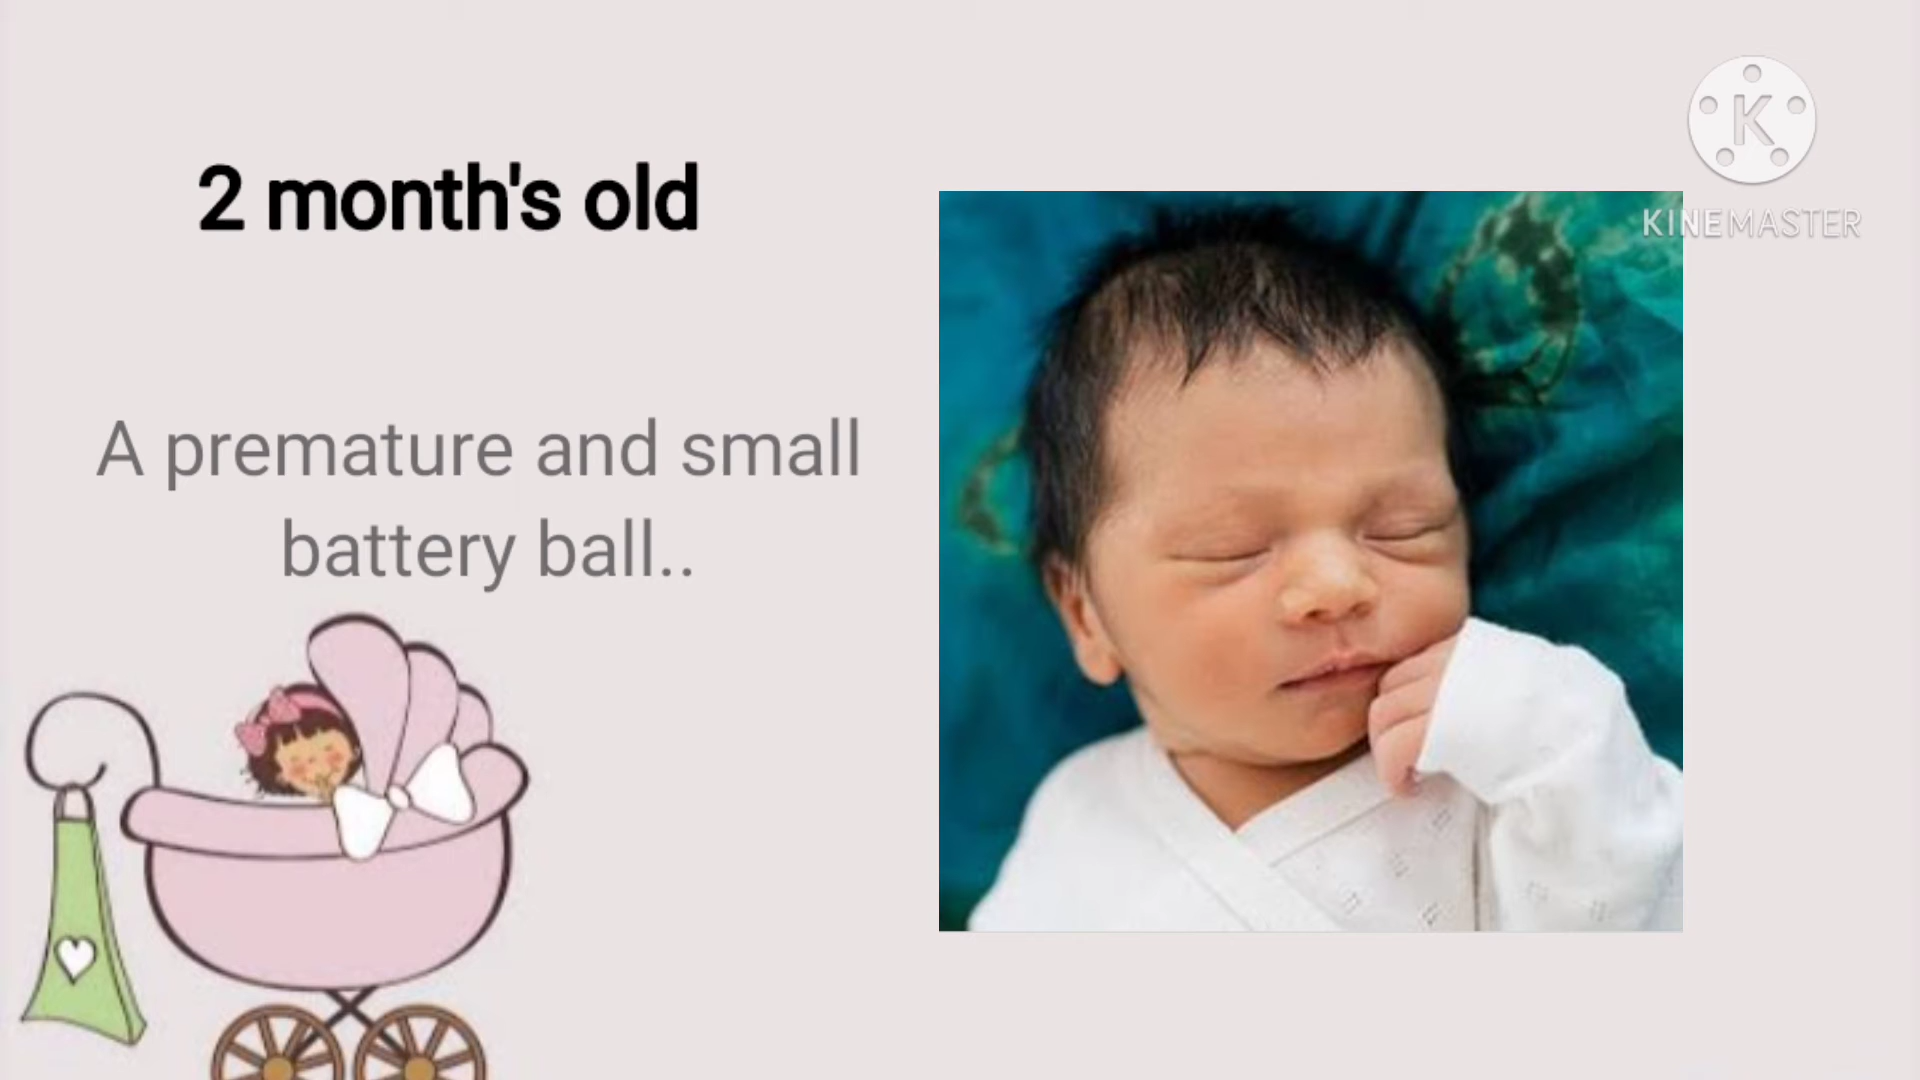 2 month's old
A premature and small
battery ball..
K
KINEMASTER